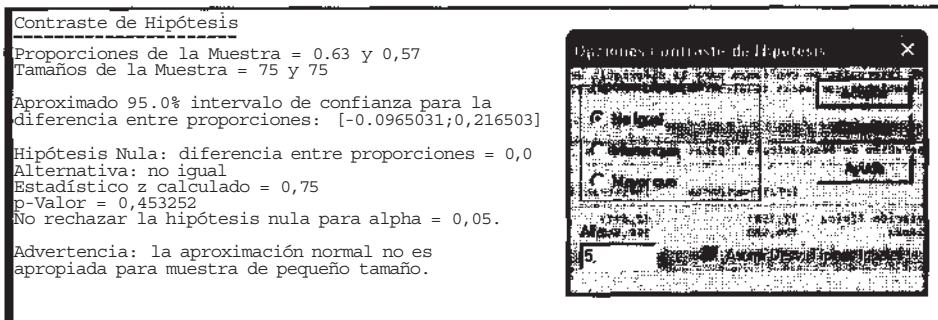 Contraste de Hipótesis
Proporciones de la Muestra = 0.63 y 0,57
Tamaños de la Muestra = 75 y 75
Aproximado 95.0% intervalo de confianza para la
diferencia entre proporciones: [-0.0965031;0,216503]
Hipótesis Nula: diferencia entre proporciones = 0,0
Alternativa: no igual
Estadístico z calculado = 0,75
p-Valor = 0,453252
No rechazar la hipótesis nula para alpha = 0,05.
Advertencia: la aproximación normal no es
apropiada para muestra de pequeño tamaño.
Opciones Contraste de Hipótesis
No Igual
Mayor que
Ayuda
5.